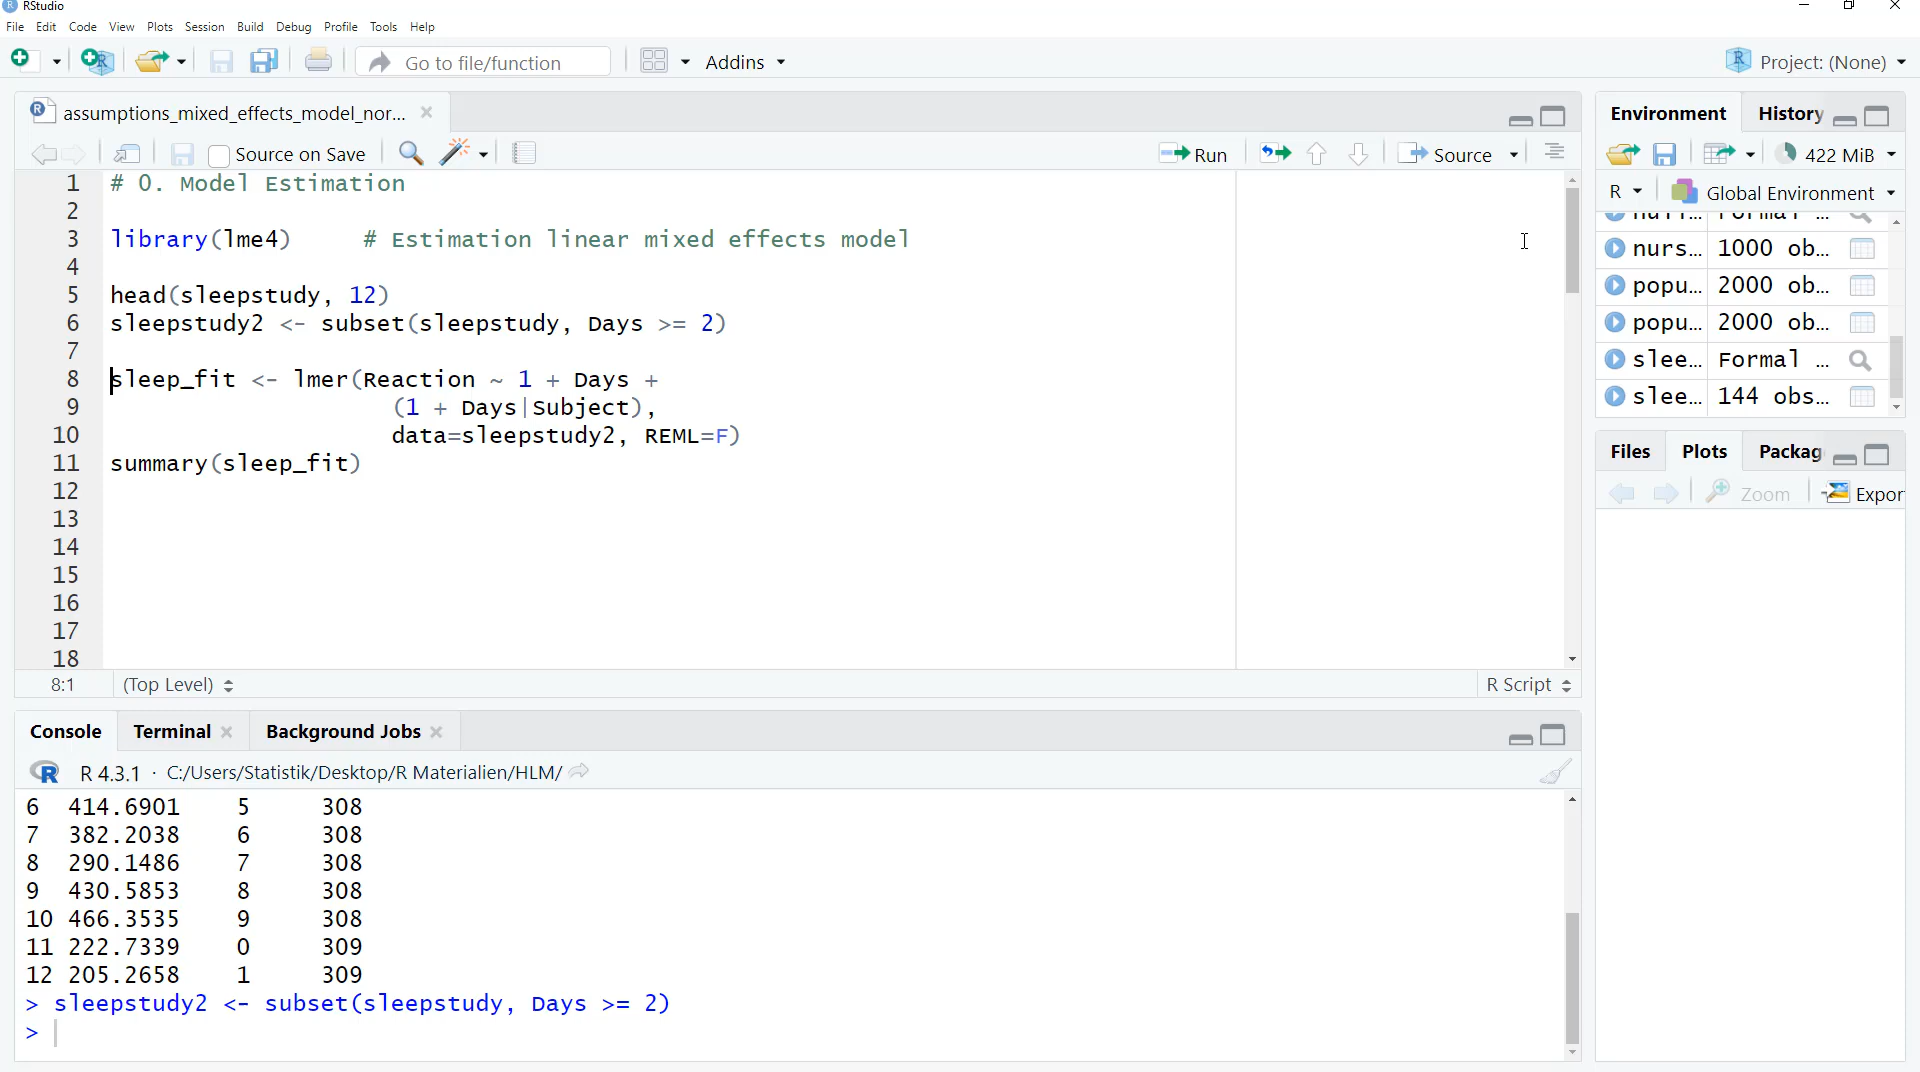 RStudio
File Edit Code View Plots Session Build Debug Profile Tools Help
Go to file/function Addins Project: (None)
assumptions_mixed_effects_model_nor...
Source on Save Run Source
1 # 0. Model Estimation
2
3 library(lme4) # Estimation linear mixed effects model
4
5 head(sleepstudy, 12)
6 sleepstudy2 <- subset(sleepstudy, Days >= 2)
7
8 sleep_fit <- lmer(Reaction ~ 1 + Days +
9 (1 + Days|Subject),
10 data=sleepstudy2, REML=F)
11 summary(sleep_fit)
12
13
14
15
16
17
18
8:1 (Top Level) R Script
Console Terminal Background Jobs
R 4.3.1 · C:/Users/Statistik/Desktop/R Materialien/HLM/
6 414.6901 5 308
7 382.2038 6 308
8 290.1486 7 308
9 430.5853 8 308
10 466.3535 9 308
11 222.7339 0 309
12 205.2658 1 309
> sleepstudy2 <- subset(sleepstudy, Days >= 2)
>
Environment History
422 MiB
R Global Environment
nurs... 1000 ob...
popu... 2000 ob...
popu... 2000 ob...
slee... Formal ...
slee... 144 obs...
Files Plots Packag
Zoom Expor